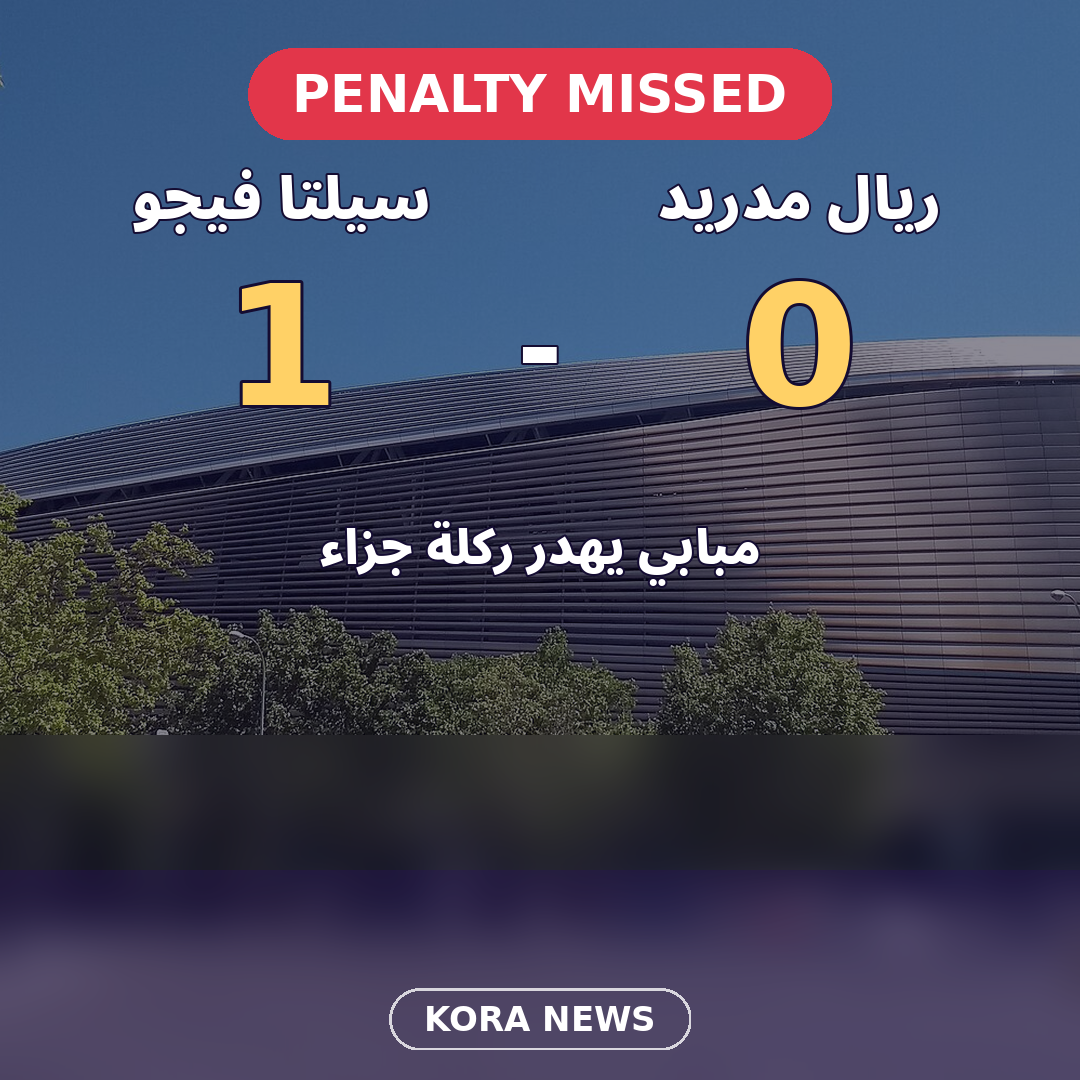 PENALTY MISSED
ريال مدريد
سيلتا فيجو
0 - 1
مبابي يهدر ركلة جزاء
KORA NEWS